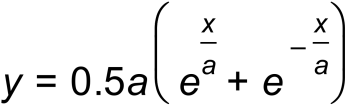 y = 0.5a(e^{x/a} + e^{-x/a})